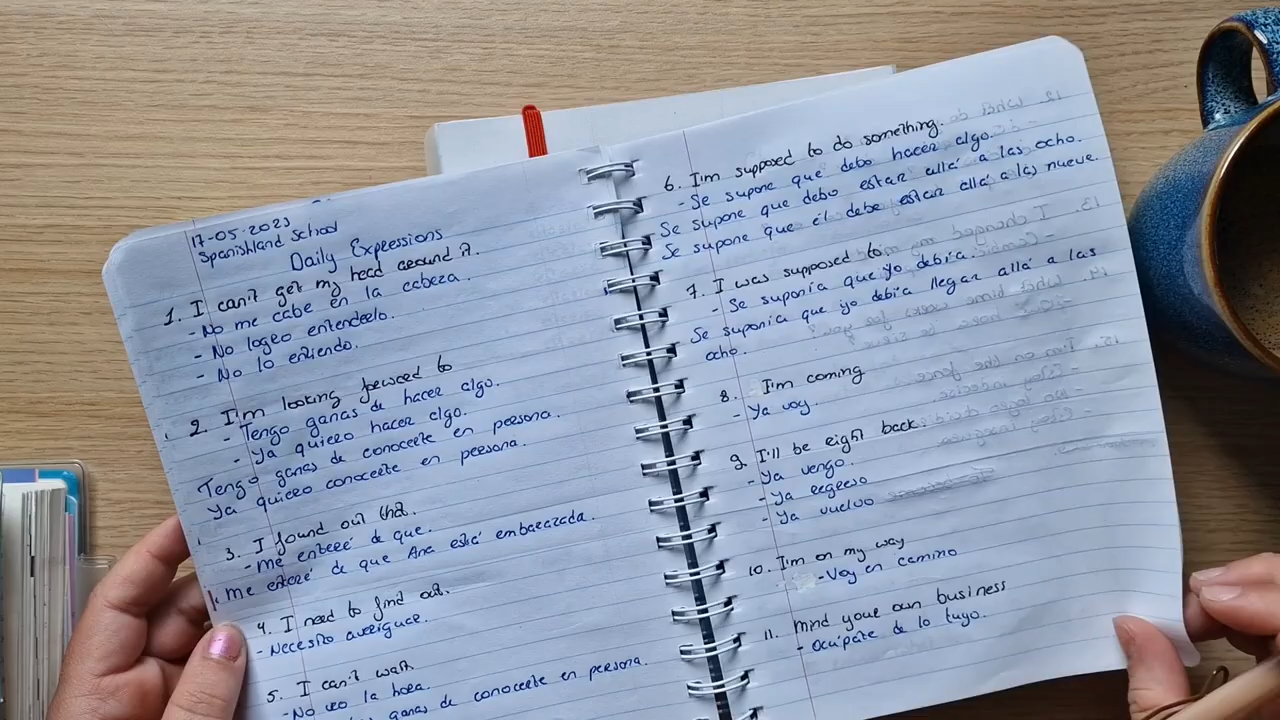 17-05-2023
Spanishland School
Daily Expressions
1. I can't get my head around it.
- No me cabe en la cabeza.
- No logro entenderlo.
- No lo entiendo.
2. I'm looking forward to
- Tengo ganas de hacer algo.
- Ya quiero hacer algo.
Tengo ganas de conocerte en persona.
Ya quiero conocerte en persona.
3. I found out that.
- Me enteré de que.
Me enteré de que Ana está embarazada.
4. I need to find out.
- Necesito averiguar.
5. I can't wait
- No veo la hora.
ganas de conocerte en persona.
6. I'm supposed to do something.
- Se supone que debo hacer algo.
Se supone que debo estar allá a las ocho.
Se supone que él debe estar allá a las nueve.
7. I was supposed to
- Se suponía que yo debía.
Se suponía que yo debía llegar allá a las
ocho.
8. I'm coming
- Ya voy.
9. I'll be right back
- Ya vengo.
- Ya regreso
- Ya vuelvo
10. I'm on my way
- Voy en camino
11. Mind your own business
- Ocúpate de lo tuyo.